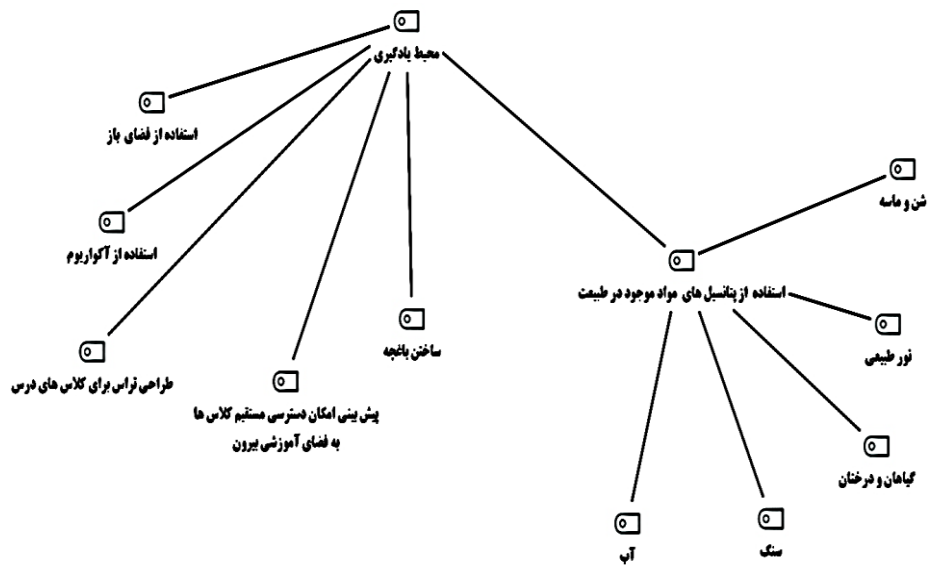 محیط یادگیری
استفاده از فضای باز
شن و ماسه
استفاده از آکواریوم
استفاده از پتانسیل های مواد موجود در طبیعت
ساختن باغچه
نور طبیعی
طراحی تراس برای کلاس های درس
پیش بینی امکان دسترسی مستقیم کلاس ها
به فضای آموزشی بیرون
گیاهان و درختان
سنگ
آب